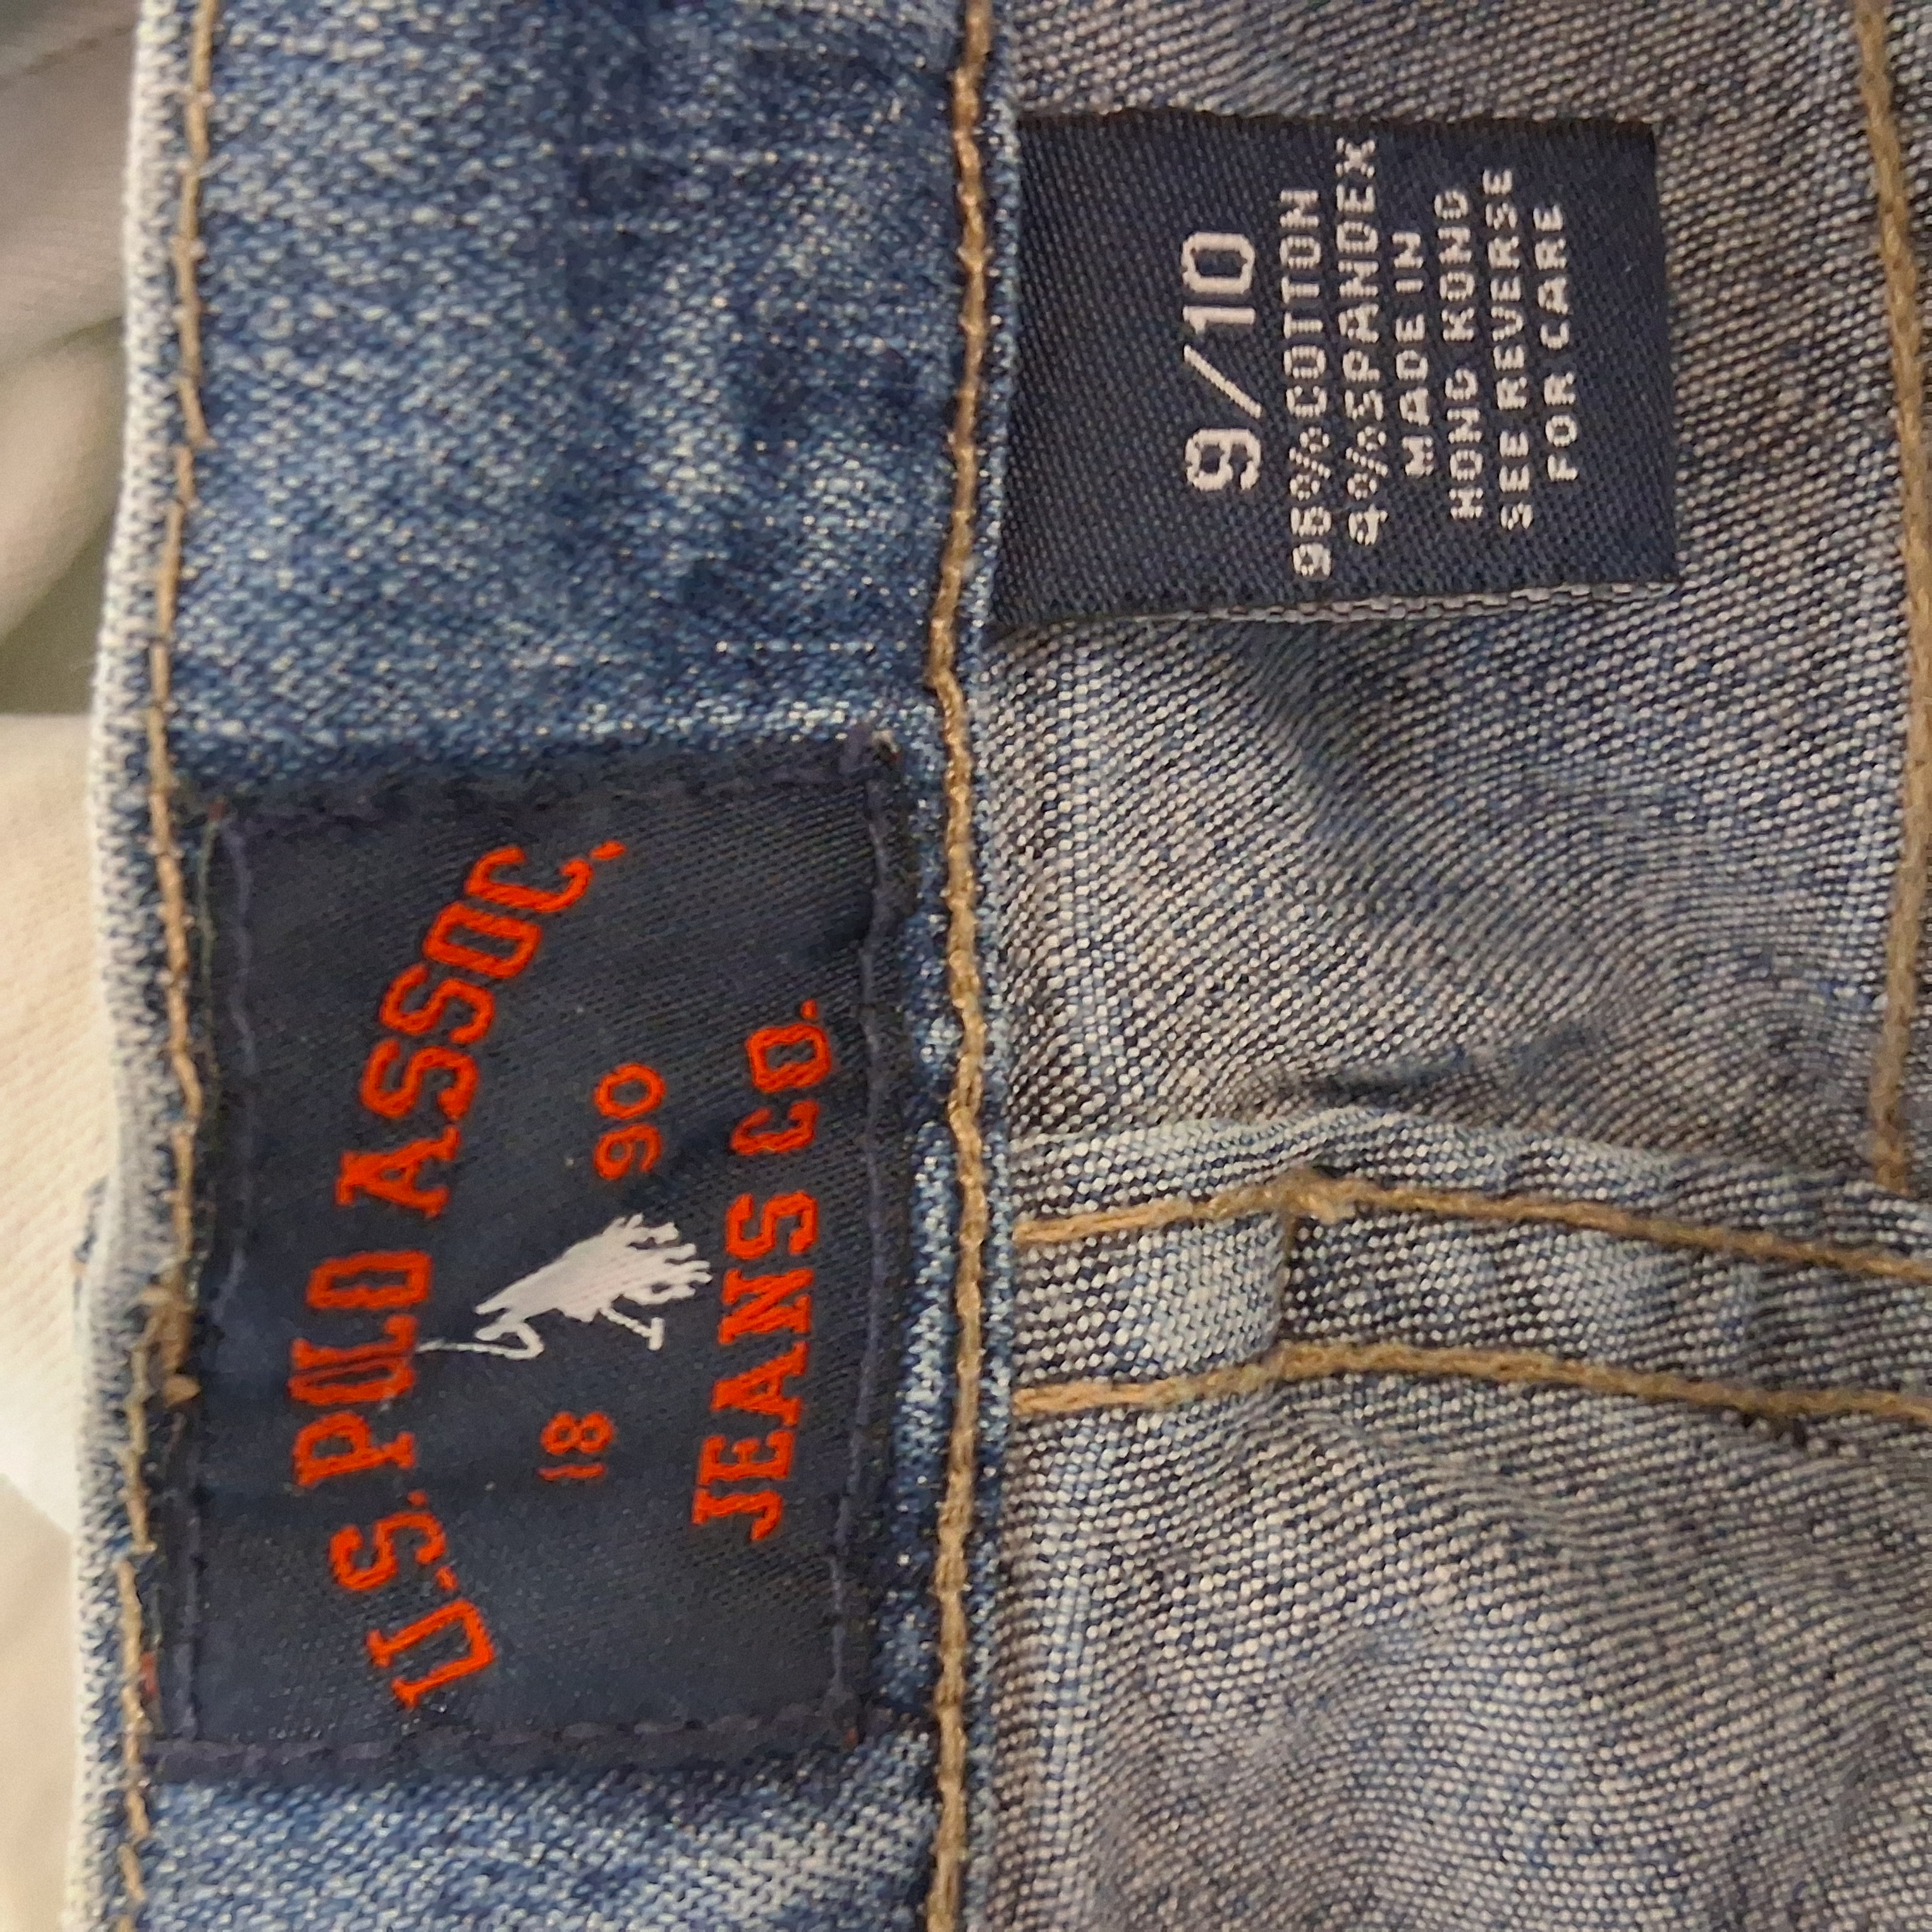 U.S. POLO ASSOC.
18 90
JEANS CO.
9/10
96%COTTON
4%SPANDEX
MADE IN
HONG KONG
SEE REVERSE
FOR CARE